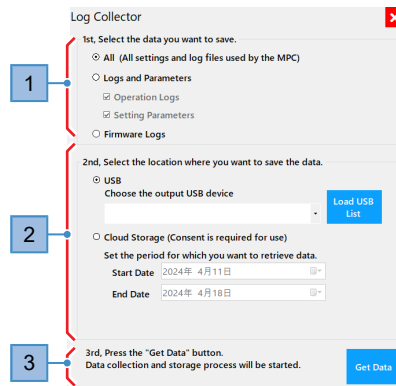 Log Collector
1st, Select the data you want to save.
All (All settings and log files used by the MPC)
1
Logs and Parameters
Operation Logs
Setting Parameters
Firmware Logs
2nd, Select the location where you want to save the data.
USB
Choose the output USB device
Load USB
List
2
Cloud Storage (Consent is required for use)
Set the period for which you want to retrieve data.
Start Date 2024年 4月11日
End Date 2024年 4月18日
3
3rd, Press the "Get Data" button.
Data collection and storage process will be started.
Get Data